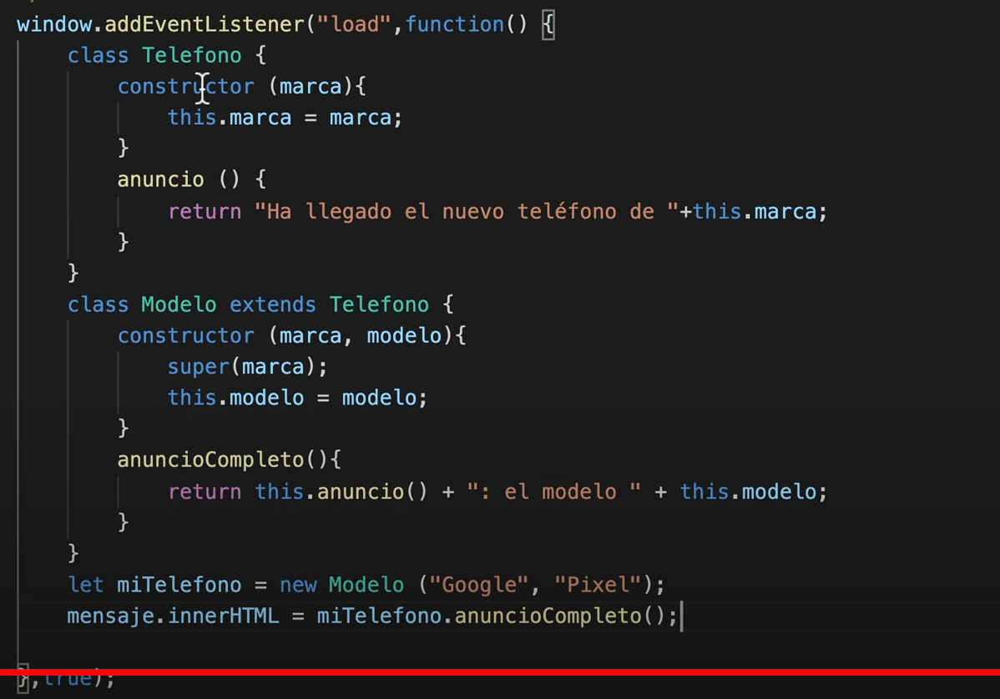 window.addEventListener("load",function() {
class Telefono {
constructor (marca){
this.marca = marca;
}
anuncio () {
return "Ha llegado el nuevo teléfono de "+this.marca;
}
}
class Modelo extends Telefono {
constructor (marca, modelo){
super(marca);
this.modelo = modelo;
}
anuncioCompleto(){
return this.anuncio() + ": el modelo " + this.modelo;
}
}
let miTelefono = new Modelo ("Google", "Pixel");
mensaje.innerHTML = miTelefono.anuncioCompleto();
},true);